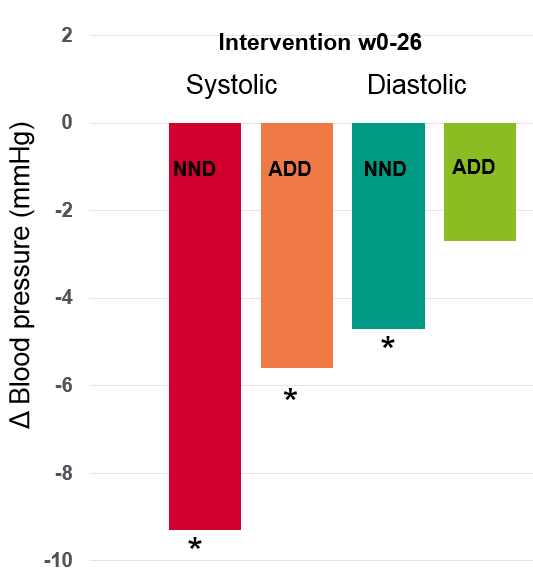 Intervention w0-26
Systolic Diastolic
Δ Blood pressure (mmHg)
2
0
-2
-4
-6
-8
-10
NND ADD NND ADD
*
*
*